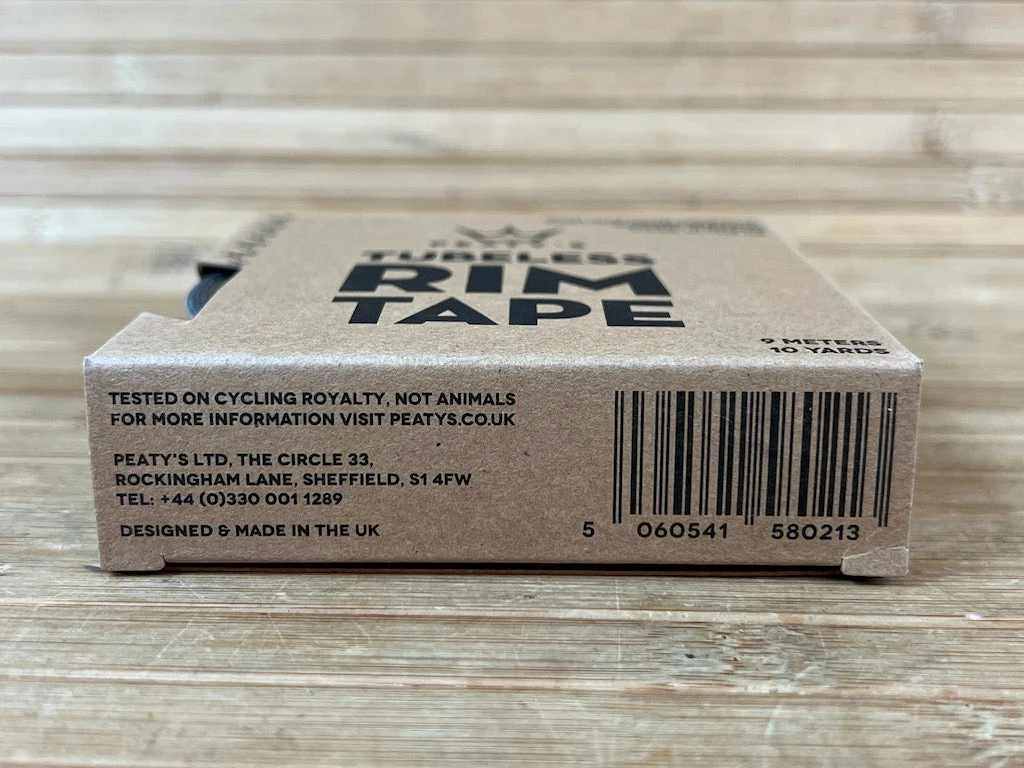 PEATY'S
TUBELESS
RIM
TAPE
9 METERS
10 YARDS
TESTED ON CYCLING ROYALTY, NOT ANIMALS
FOR MORE INFORMATION VISIT PEATYS.CO.UK
PEATY'S LTD, THE CIRCLE 33,
ROCKINGHAM LANE, SHEFFIELD, S1 4FW
TEL: +44 (0)330 001 1289
DESIGNED & MADE IN THE UK
5 060541 580213